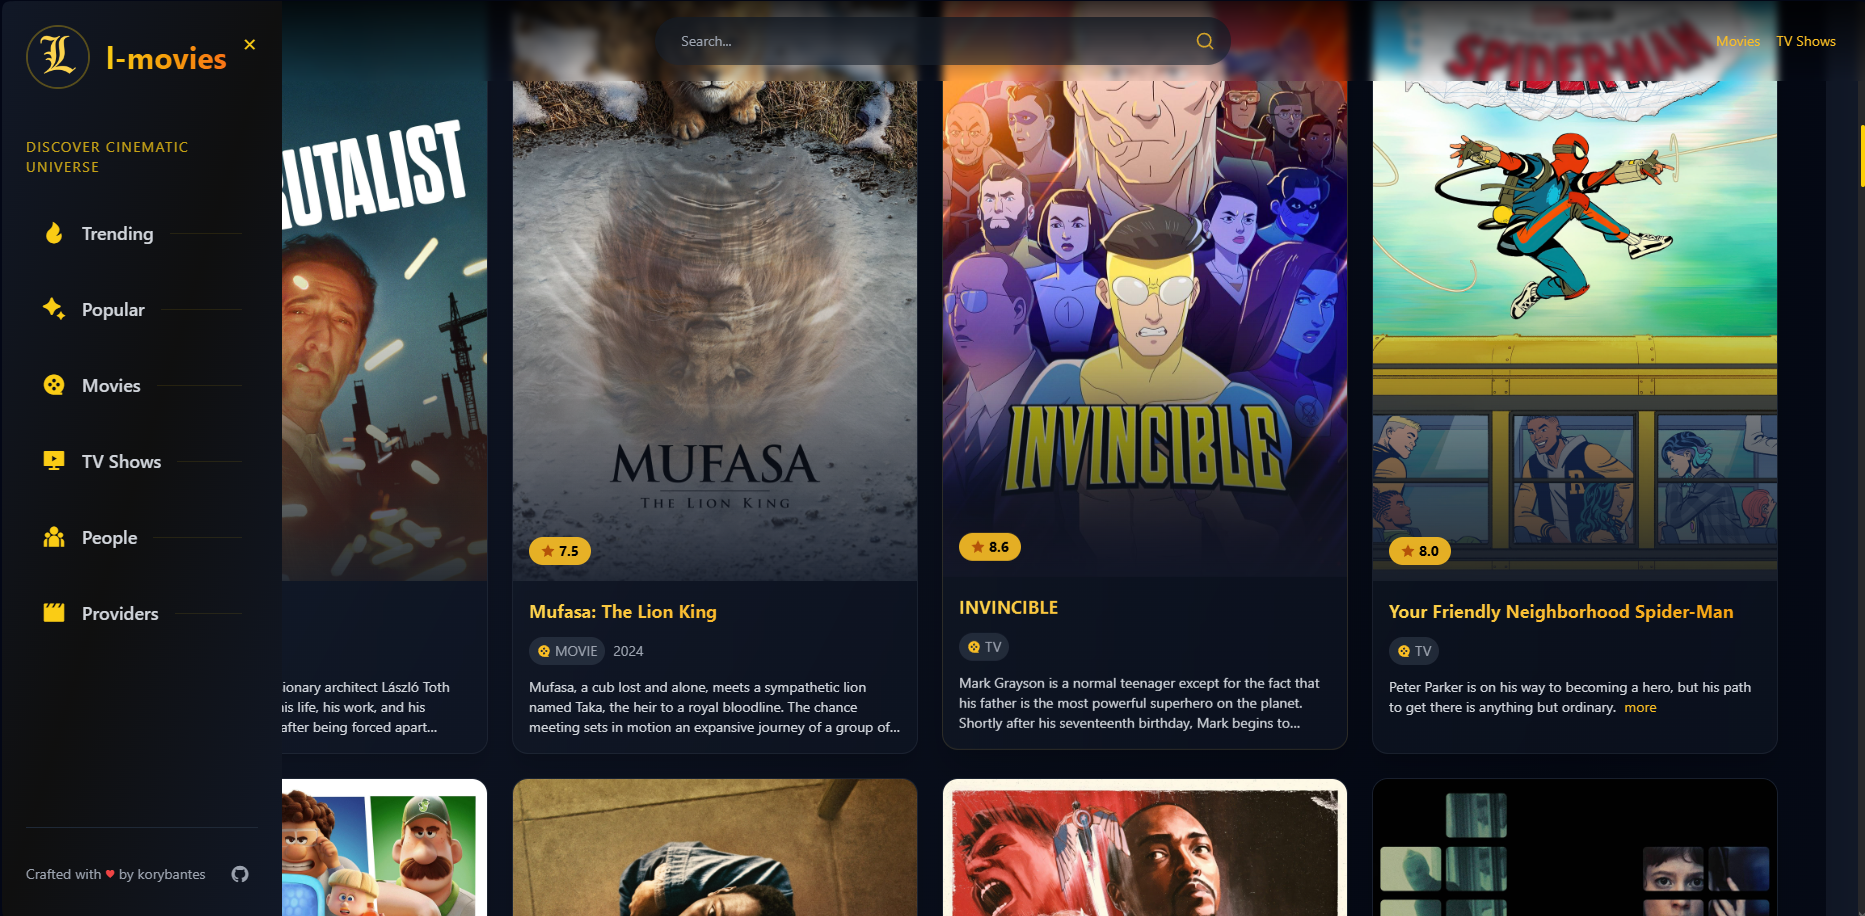 L
l-movies
Search...
Movies
TV Shows
DISCOVER CINEMATIC
UNIVERSE
Trending
Popular
Movies
TV Shows
People
Providers
Crafted with ♥ by korybantes
RUTALIST
ionary architect László Toth
his life, his work, and his
after being forced apart...
MUFASA
THE LION KING
7.5
Mufasa: The Lion King
MOVIE 2024
Mufasa, a cub lost and alone, meets a sympathetic lion
named Taka, the heir to a royal bloodline. The chance
meeting sets in motion an expansive journey of a group of...
1
INVINCIBLE
8.6
INVINCIBLE
TV
Mark Grayson is a normal teenager except for the fact that
his father is the most powerful superhero on the planet.
Shortly after his seventeenth birthday, Mark begins to...
SPIDER-MAN
R
8.0
Your Friendly Neighborhood Spider-Man
TV
Peter Parker is on his way to becoming a hero, but his path
to get there is anything but ordinary. more